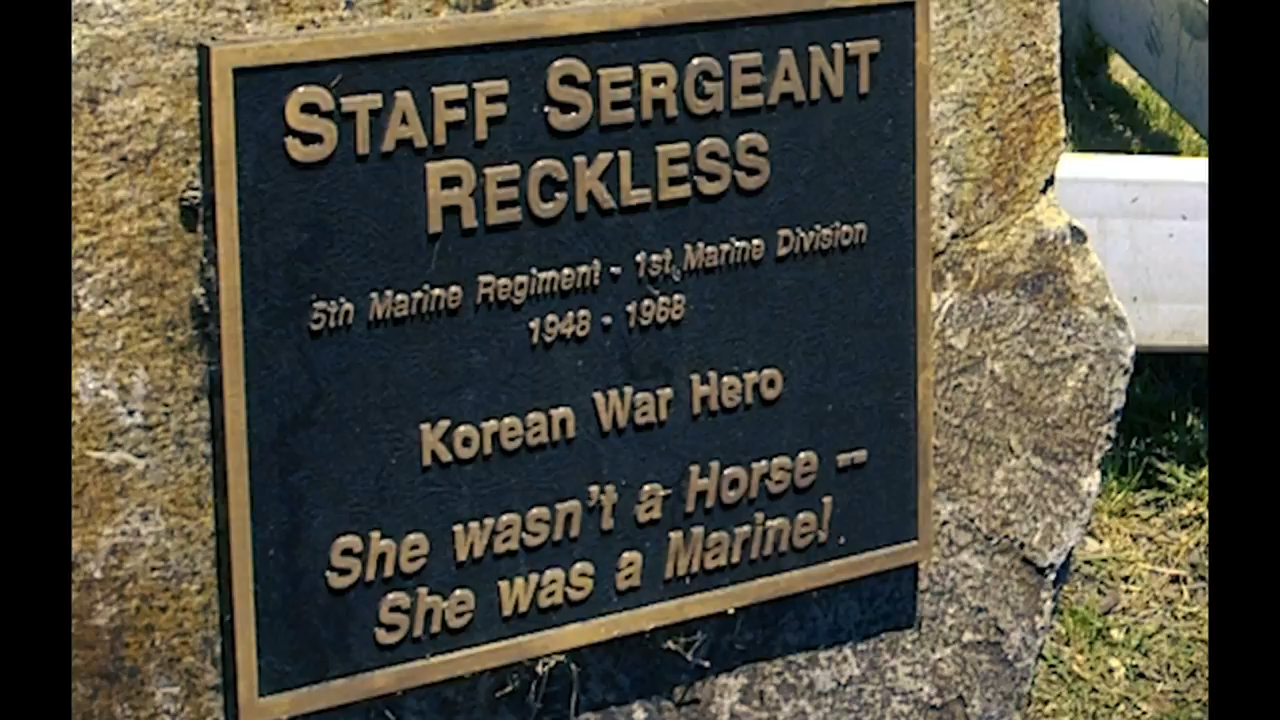 STAFF SERGEANT
RECKLESS
5th Marine Regiment - 1st Marine Division
1948 - 1968
Korean War Hero
She wasn't a Horse --
She was a Marine!